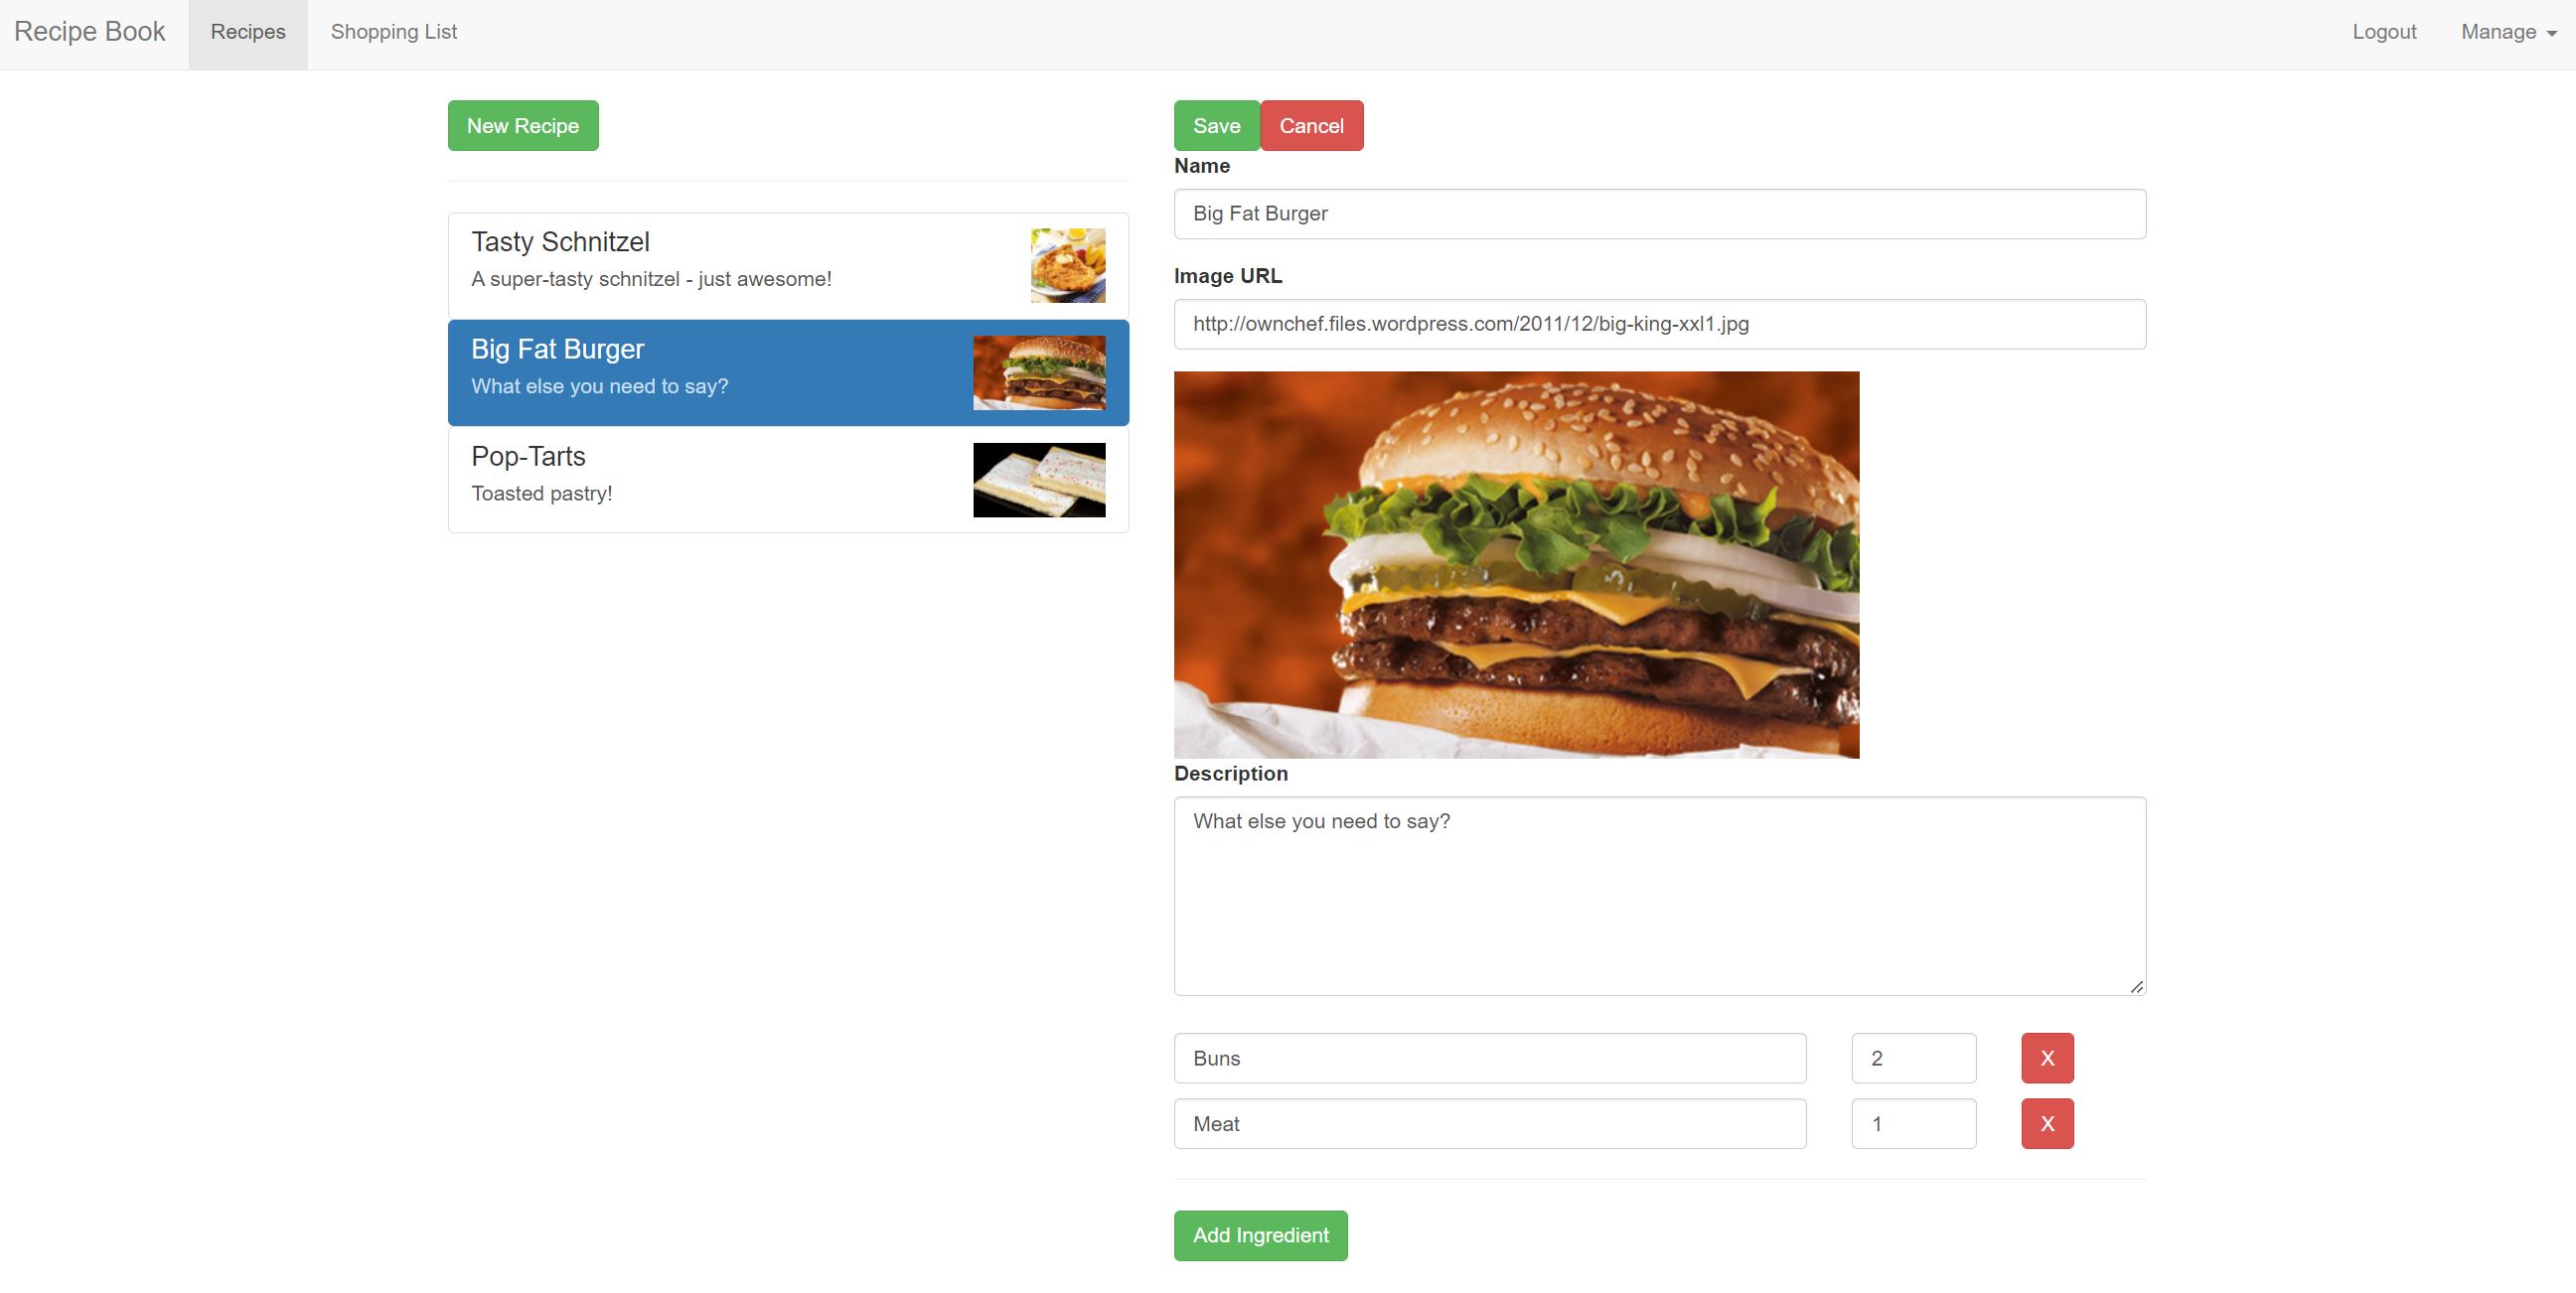 Recipe Book Recipes Shopping List Logout Manage
New Recipe
Tasty Schnitzel
A super-tasty schnitzel - just awesome!
Big Fat Burger
What else you need to say?
Pop-Tarts
Toasted pastry!
Save Cancel
Name
Big Fat Burger
Image URL
http://ownchef.files.wordpress.com/2011/12/big-king-xxl1.jpg
Description
What else you need to say?
Buns 2 X
Meat 1 X
Add Ingredient